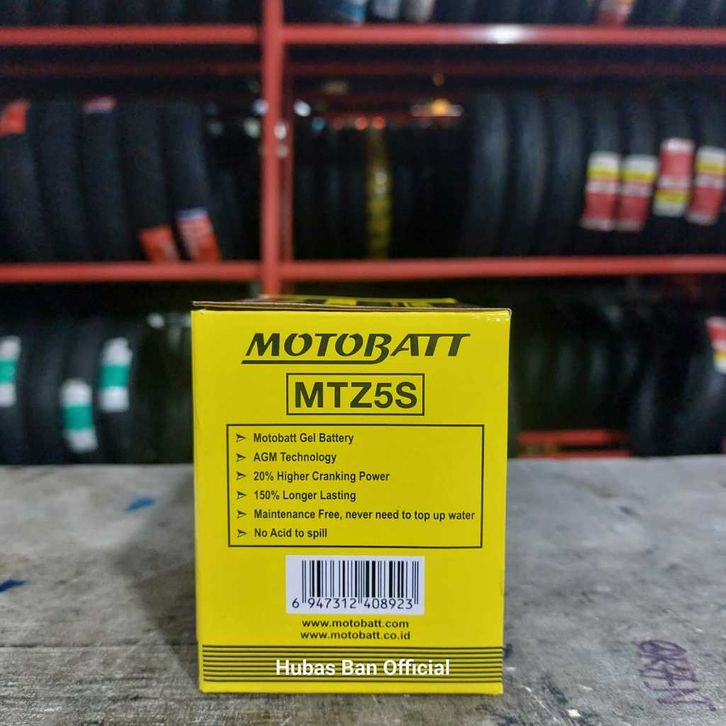 MOTOBATT
MTZ5S
➢ Motobatt Gel Battery
➢ AGM Technology
➢ 20% Higher Cranking Power
➢ 150% Longer Lasting
➢ Maintenance Free, never need to top up water
➢ No Acid to spill
6 947312 408923
www.motobatt.com
www.motobatt.co.id
Hubas Ban Official